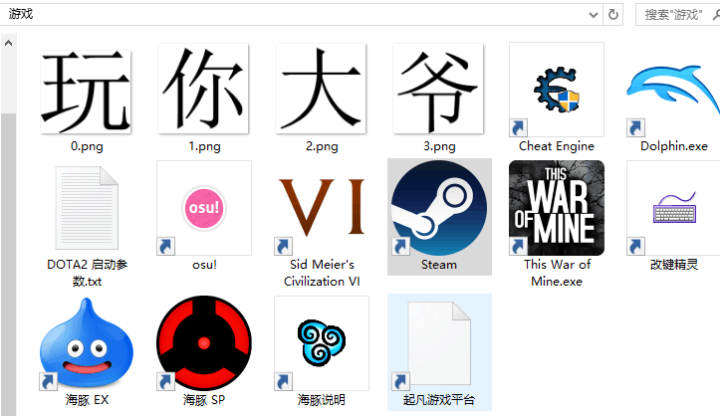 游戏
搜索"游戏"
玩
你
大
爷
0.png
1.png
2.png
3.png
Cheat Engine
Dolphin.exe
osu!
VI
THIS
WAR
OF
MINE
DOTA2 启动参
数.txt
osu!
Sid Meier's
Civilization VI
Steam
This War of
Mine.exe
改键精灵
海豚 EX
海豚 SP
海豚说明
起凡游戏平台